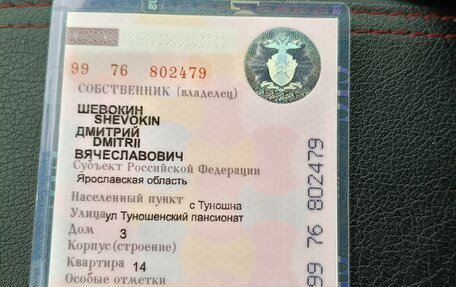 99 76 802479
СОБСТВЕННИК (владелец)
ШЕВОКИН
SHEVOKIN
ДМИТРИЙ
DMITRII
ВЯЧЕСЛАВОВИЧ
Субъект Российской Федерации
Ярославская область
Населенный пункт с Туношна
Улица ул Туношенский пансионат
Дом 3
Корпус (строение)
Квартира 14
Особые отметки
99 76 802479